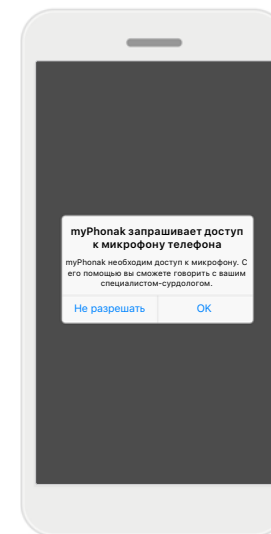 myPhonak запрашивает доступ
к микрофону телефона
myPhonak необходим доступ к микрофону. С
его помощью вы сможете говорить с вашим
специалистом-сурдологом.
Не разрешать OK